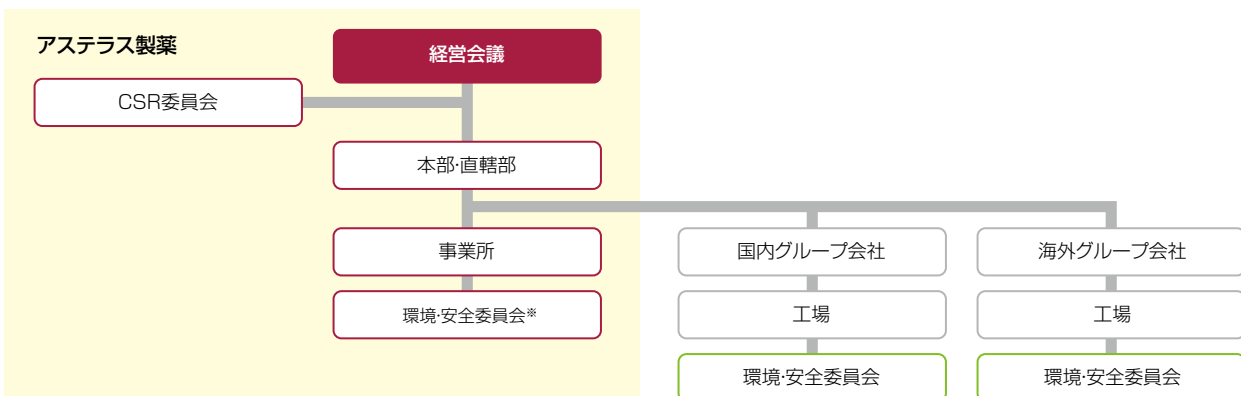 アステラス製薬
経営会議
CSR委員会
本部・直轄部
事業所
国内グループ会社
海外グループ会社
環境・安全委員会※
工場
工場
環境・安全委員会
環境・安全委員会